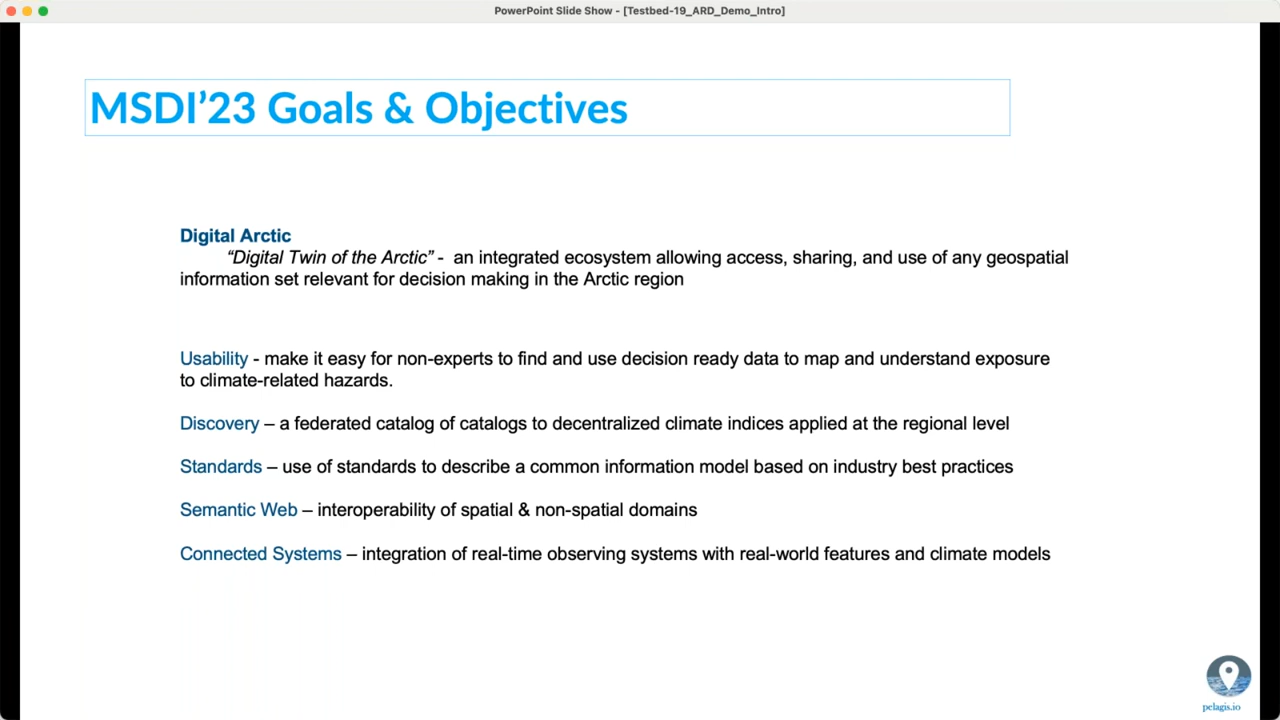 PowerPoint Slide Show - [Testbed-19_ARD_Demo_Intro]
MSDI’23 Goals & Objectives
Digital Arctic
“Digital Twin of the Arctic” - an integrated ecosystem allowing access, sharing, and use of any geospatial
information set relevant for decision making in the Arctic region
Usability - make it easy for non-experts to find and use decision ready data to map and understand exposure
to climate-related hazards.
Discovery – a federated catalog of catalogs to decentralized climate indices applied at the regional level
Standards – use of standards to describe a common information model based on industry best practices
Semantic Web – interoperability of spatial & non-spatial domains
Connected Systems – integration of real-time observing systems with real-world features and climate models
pelagis.io